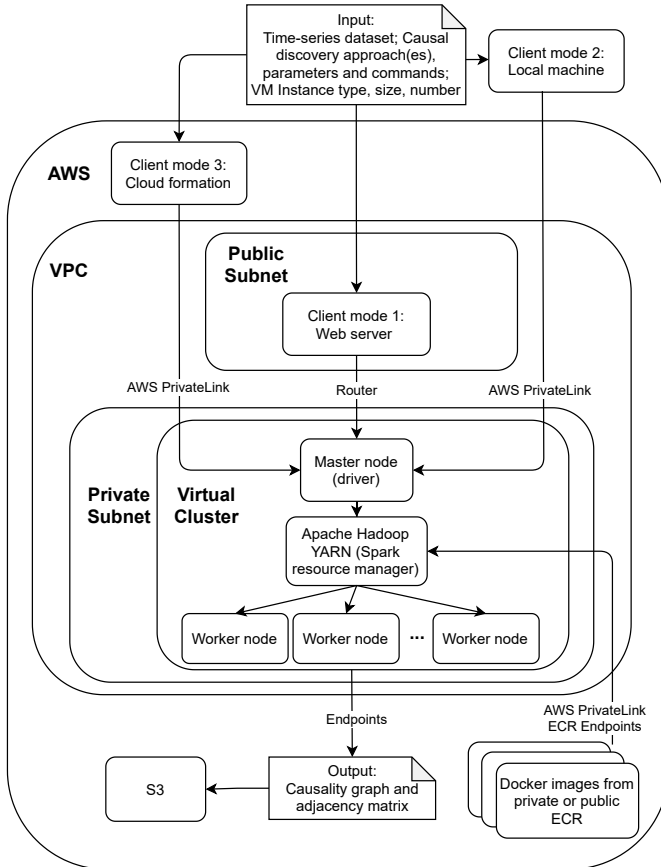 Input:
Time-series dataset; Causal
discovery approach(es),
parameters and commands;
VM Instance type, size, number
Client mode 2:
Local machine
AWS
Client mode 3:
Cloud formation
VPC
Public
Subnet
Client mode 1:
Web server
AWS PrivateLink
Router
AWS PrivateLink
Private
Subnet
Virtual
Cluster
Master node
(driver)
Apache Hadoop
YARN (Spark
resource manager)
Worker node
Worker node
...
Worker node
Endpoints
AWS PrivateLink
ECR Endpoints
S3
Output:
Causality graph and
adjacency matrix
Docker images from
private or public
ECR